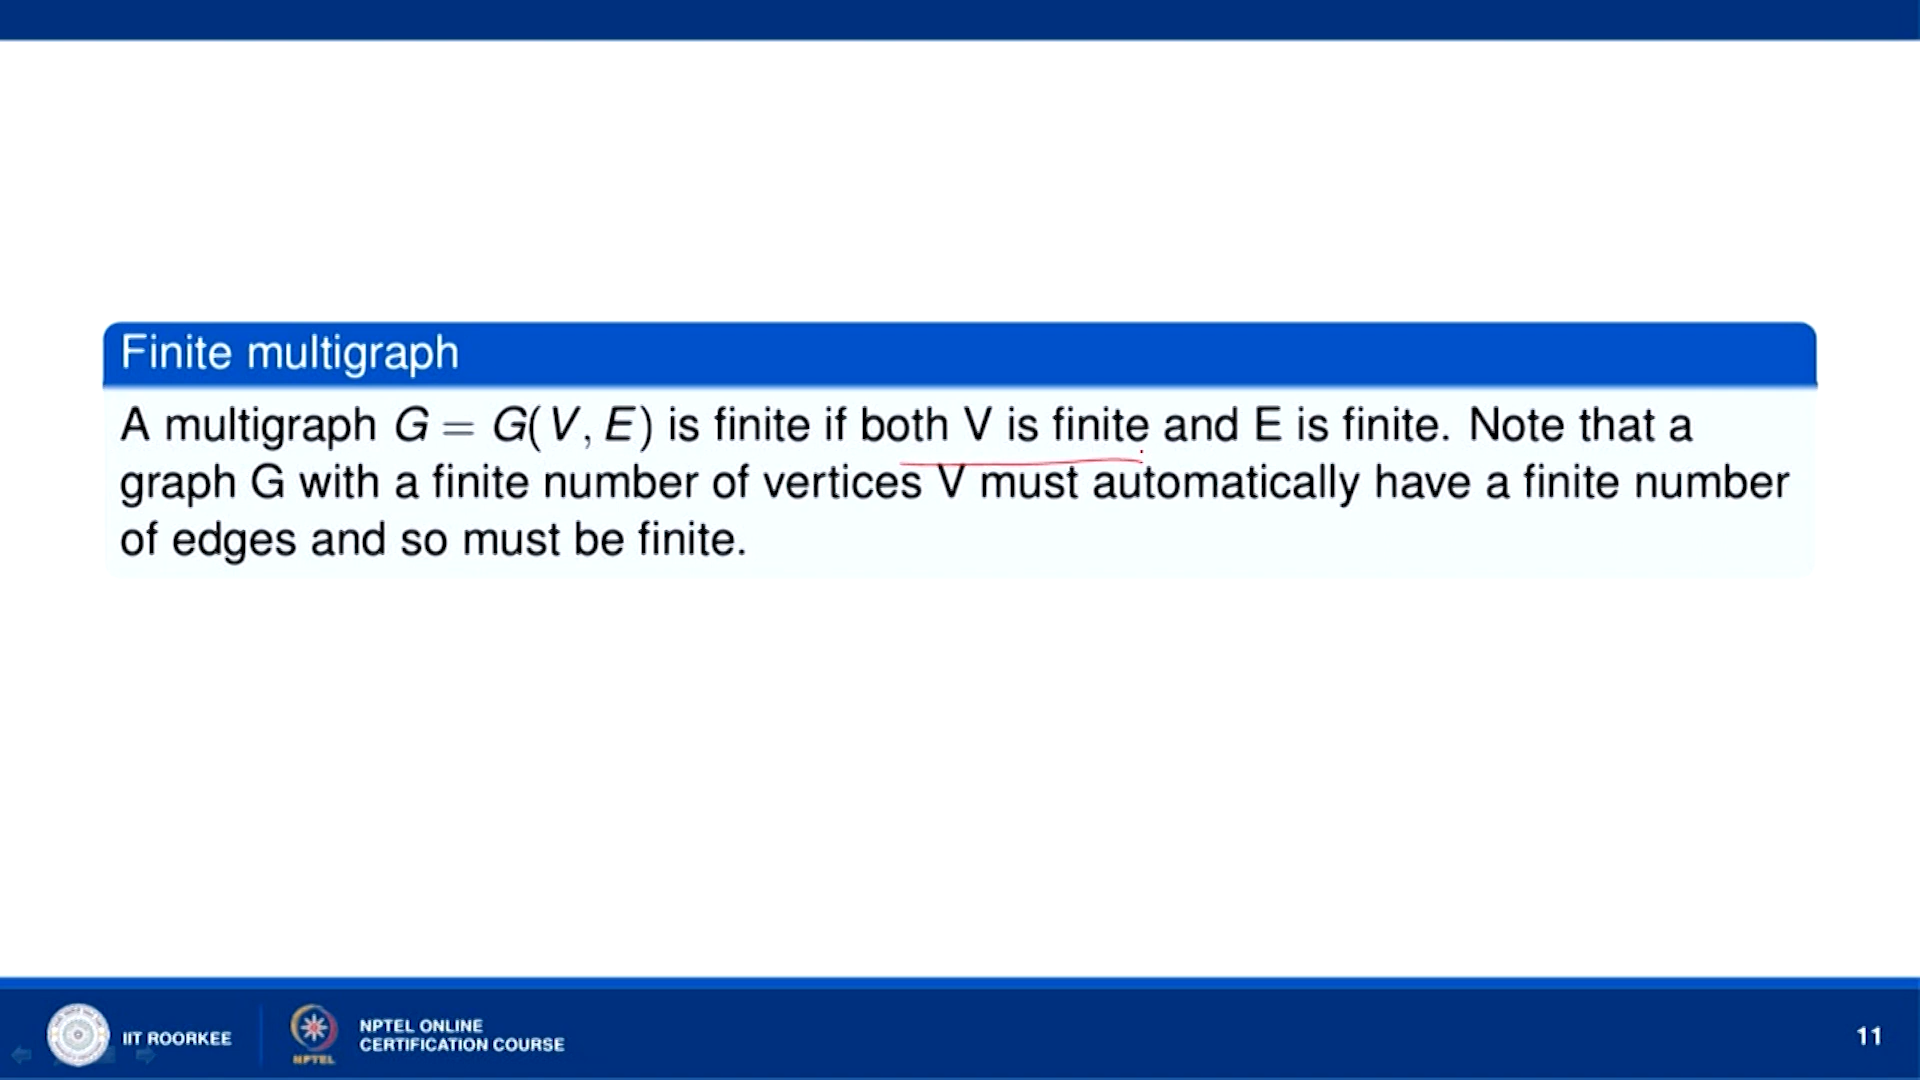 Finite multigraph
A multigraph G = G(V, E) is finite if both V is finite and E is finite. Note that a
graph G with a finite number of vertices V must automatically have a finite number
of edges and so must be finite.
IIT ROORKEE
NPTEL
NPTEL ONLINE
CERTIFICATION COURSE
11